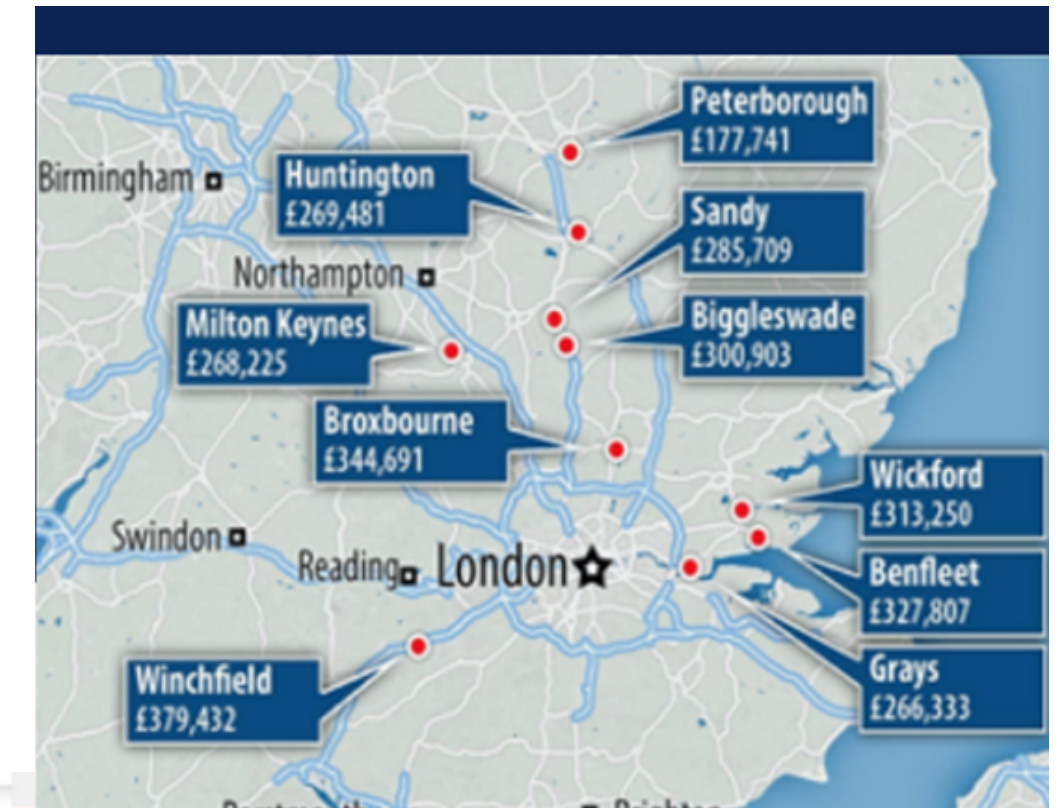 Peterborough
£177,741
Birmingham
Huntington
£269,481
Sandy
£285,709
Northampton
Milton Keynes
£268,225
Biggleswade
£300,903
Broxbourne
£344,691
Wickford
£313,250
Swindon
Reading
London
Benfleet
£327,807
Winchfield
£379,432
Grays
£266,333